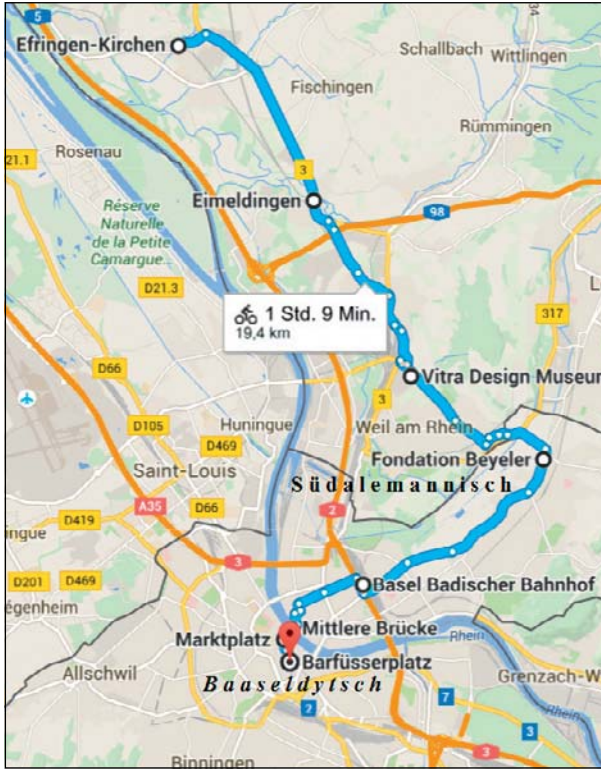 5
34
Efringen-Kirchen
Schallbach
Wittlingen
Fischingen
Rümmingen
21.1
Rosenau
3
Eimeldingen
98
Réserve
Naturelle
de la Petite
Camargue...
D21.3
1 Std. 9 Min.
19,4 km
317
D66
Vitra Design Museum
3
D105
Huningue
Weil am Rhein
D469
Fondation Beyeler
Saint-Louis
Südalemannisch
A35
D66
2
D419
3
D201
D469
Basel Badischer Bahnhof
égenheim
Mittlere Brücke
Marktplatz
Rhein
Barfüsserplatz
Allschwil
Grenzach-W
Baaseldytsch
7
Rhein
2
3
3
Binningen